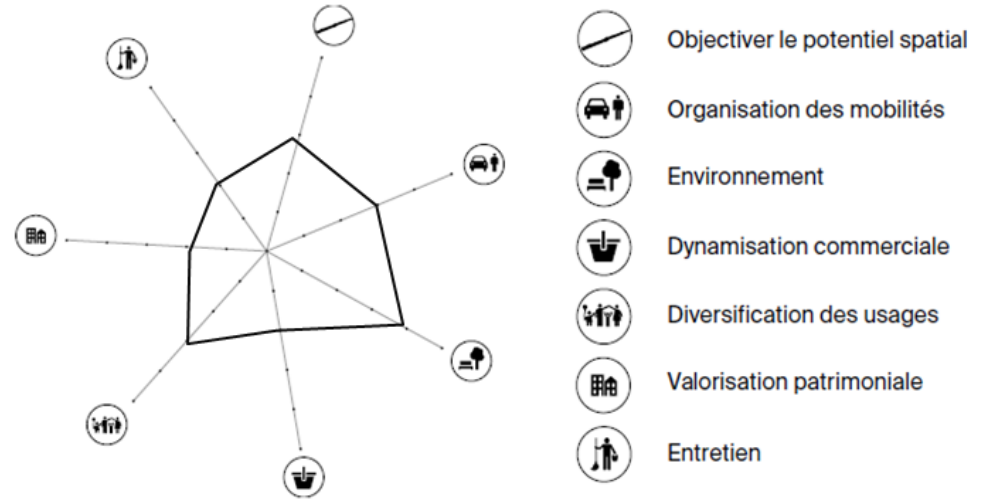 Objectiver le potentiel spatial
Organisation des mobilités
Environnement
Dynamisation commerciale
Diversification des usages
Valorisation patrimoniale
Entretien